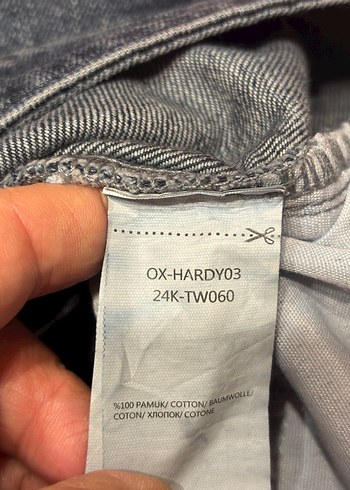 OX-HARDY03
24K-TW060
%100 PAMUK/ COTTON/ BAUMWOLLE/
COTON/ ХЛОПОК/ COTONE